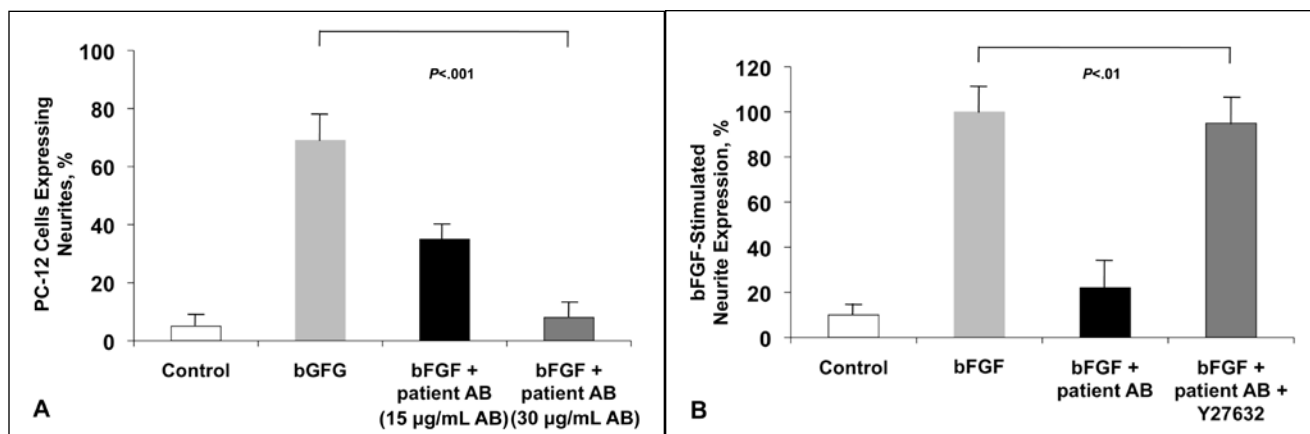 100
80
60
40
20
0
PC-12 Cells Expressing
Neurites, %
P<.001
Control
bGFG
bFGF +
patient AB
(15 µg/mL AB)
bFGF +
patient AB
(30 µg/mL AB)
A
120
100
80
60
40
20
0
bFGF-Stimulated
Neurite Expression, %
P<.01
Control
bFGF
bFGF +
patient AB
bFGF +
patient AB +
Y27632
B